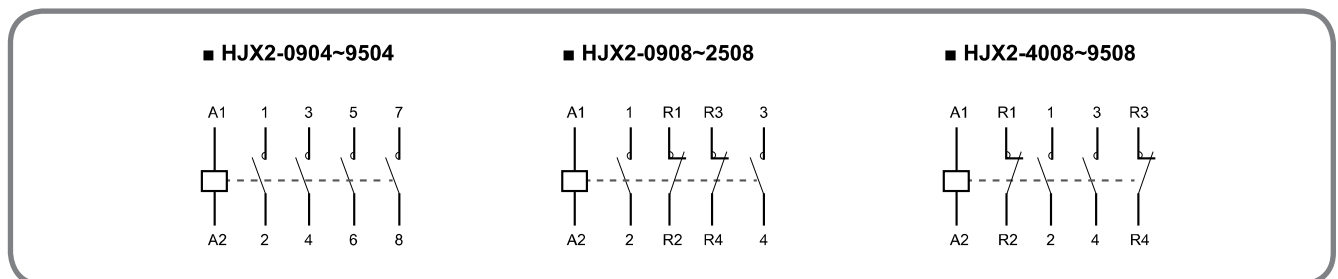 ■ HJX2-0904~9504
■ HJX2-0908~2508
■ HJX2-4008~9508
A1 1 3 5 7
A1 1 R1 R3 3
A1 R1 1 3 R3
A2 2 4 6 8
A2 2 R2 R4 4
A2 R2 2 4 R4